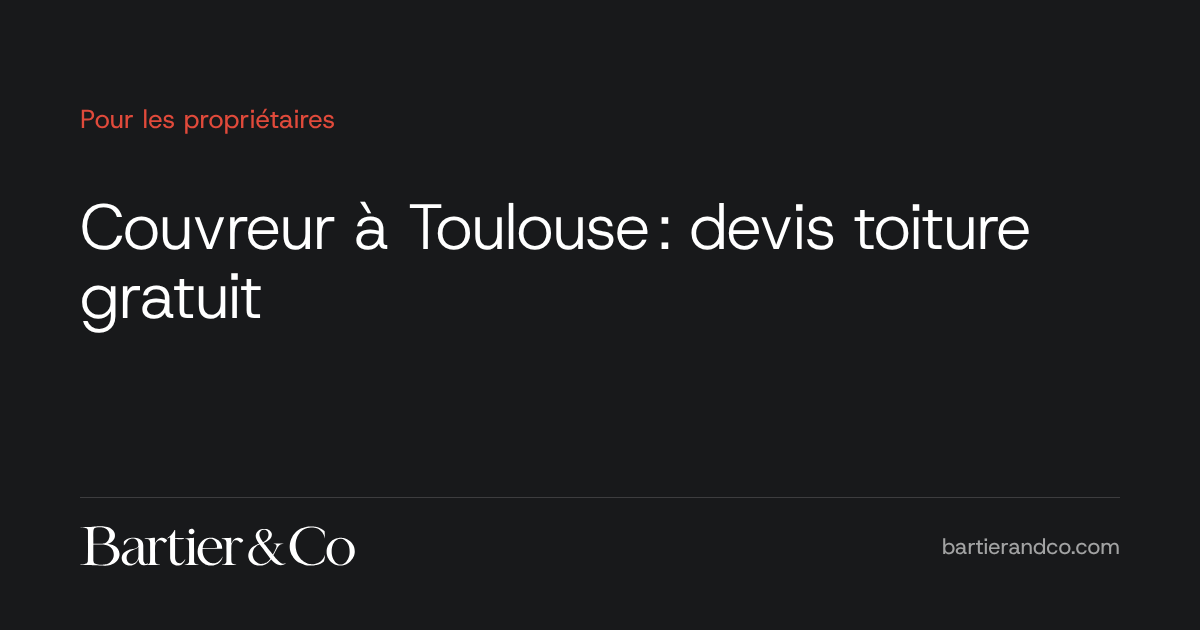 Pour les propriétaires
Couvreur à Toulouse : devis toiture
gratuit
Bartier & Co
bartierandco.com